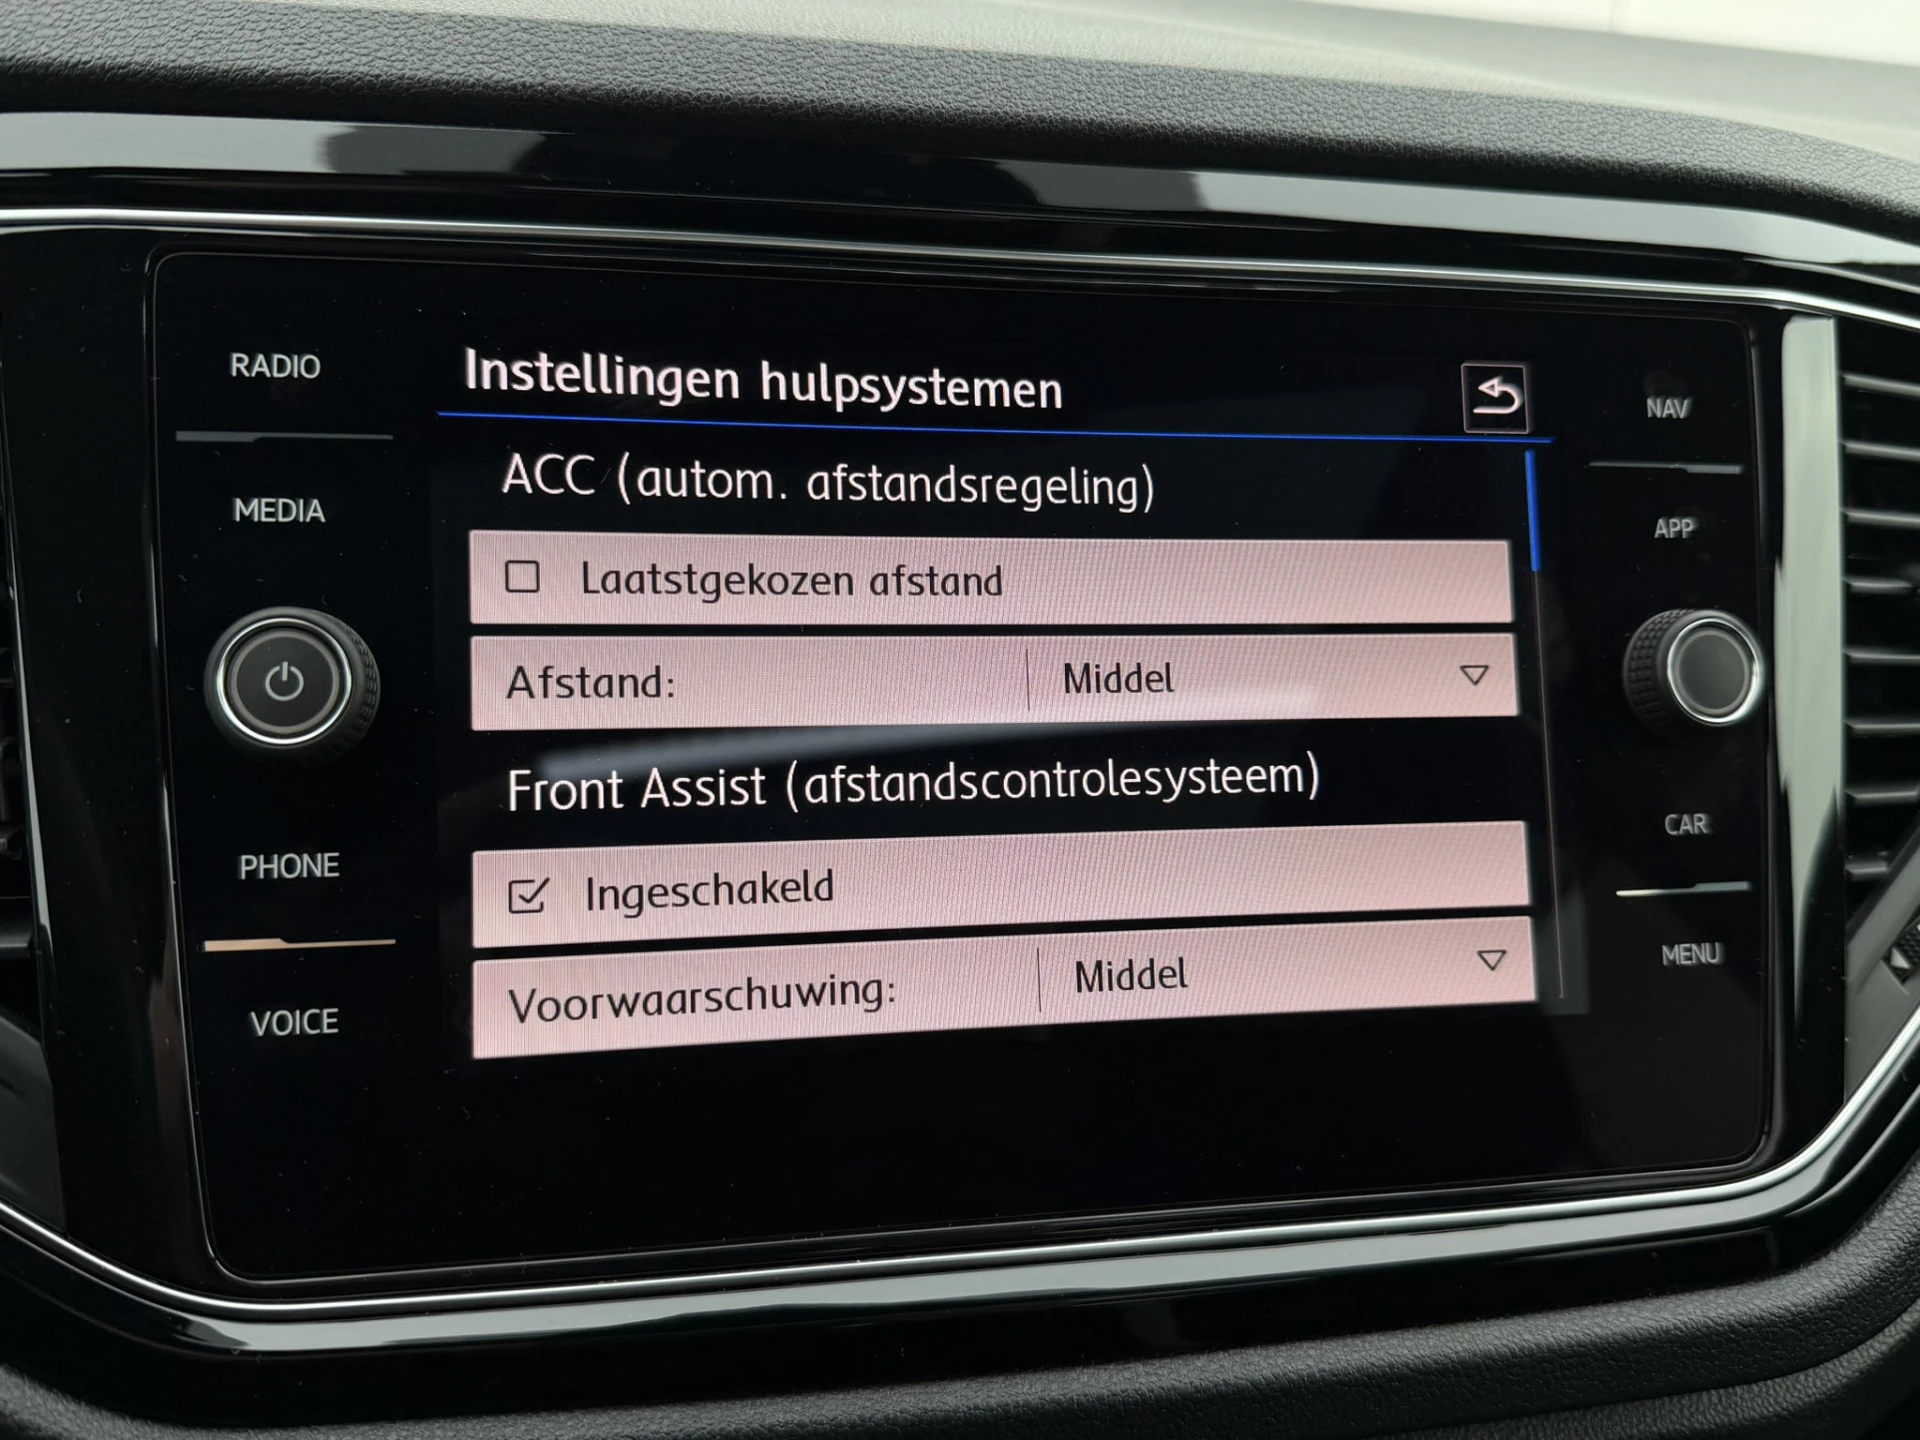 RADIO
MEDIA
PHONE
VOICE
Instellingen hulpsystemen
ACC (autom. afstandsregeling)
Laatstgekozen afstand
Afstand: Middel
Front Assist (afstandscontrolesysteem)
Ingeschakeld
Voorwaarschuwing: Middel
NAV
APP
CAR
MENU